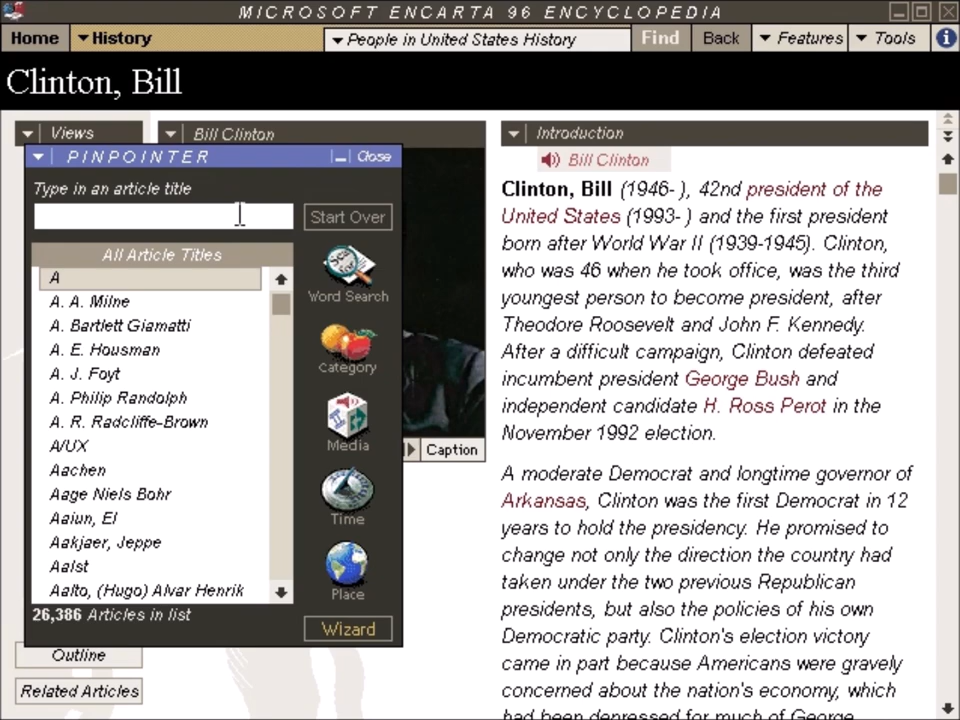 MICROSOFT ENCARTA 96 ENCYCLOPEDIA
Home History People in United States History Find Back Features Tools i
Clinton, Bill
Views
Bill Clinton
PINPOINTER Close
Type in an article title
Start Over
All Article Titles
A
A. A. Milne
A. Bartlett Giamatti
A. E. Housman
A. J. Foyt
A. Philip Randolph
A. R. Radcliffe-Brown
A/UX
Aachen
Aage Niels Bohr
Aaiun, El
Aakjaer, Jeppe
Aalst
Aalto, (Hugo) Alvar Henrik
26,386 Articles in list
Word Search
Category
Media
Time
Place
Wizard
Caption
Outline
Related Articles
Introduction
Bill Clinton
Clinton, Bill (1946- ), 42nd president of the
United States (1993- ) and the first president
born after World War II (1939-1945). Clinton,
who was 46 when he took office, was the third
youngest person to become president, after
Theodore Roosevelt and John F. Kennedy.
After a difficult campaign, Clinton defeated
incumbent president George Bush and
independent candidate H. Ross Perot in the
November 1992 election.
A moderate Democrat and longtime governor of
Arkansas, Clinton was the first Democrat in 12
years to hold the presidency. He promised to
change not only the direction the country had
taken under the two previous Republican
presidents, but also the policies of his own
Democratic party. Clinton's election victory
came in part because Americans were gravely
concerned about the nation's economy, which
had been depressed for much of George